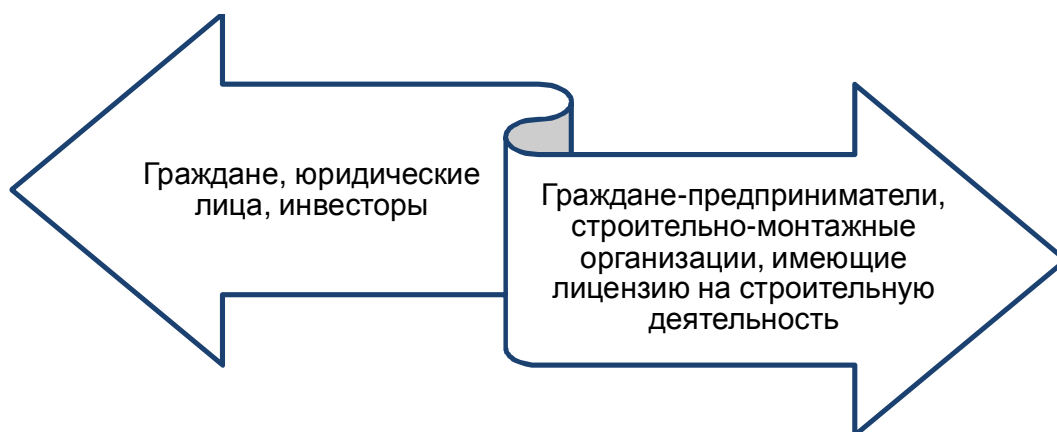 Граждане, юридические
лица, инвесторы
Граждане-предприниматели,
строительно-монтажные
организации, имеющие
лицензию на строительную
деятельность